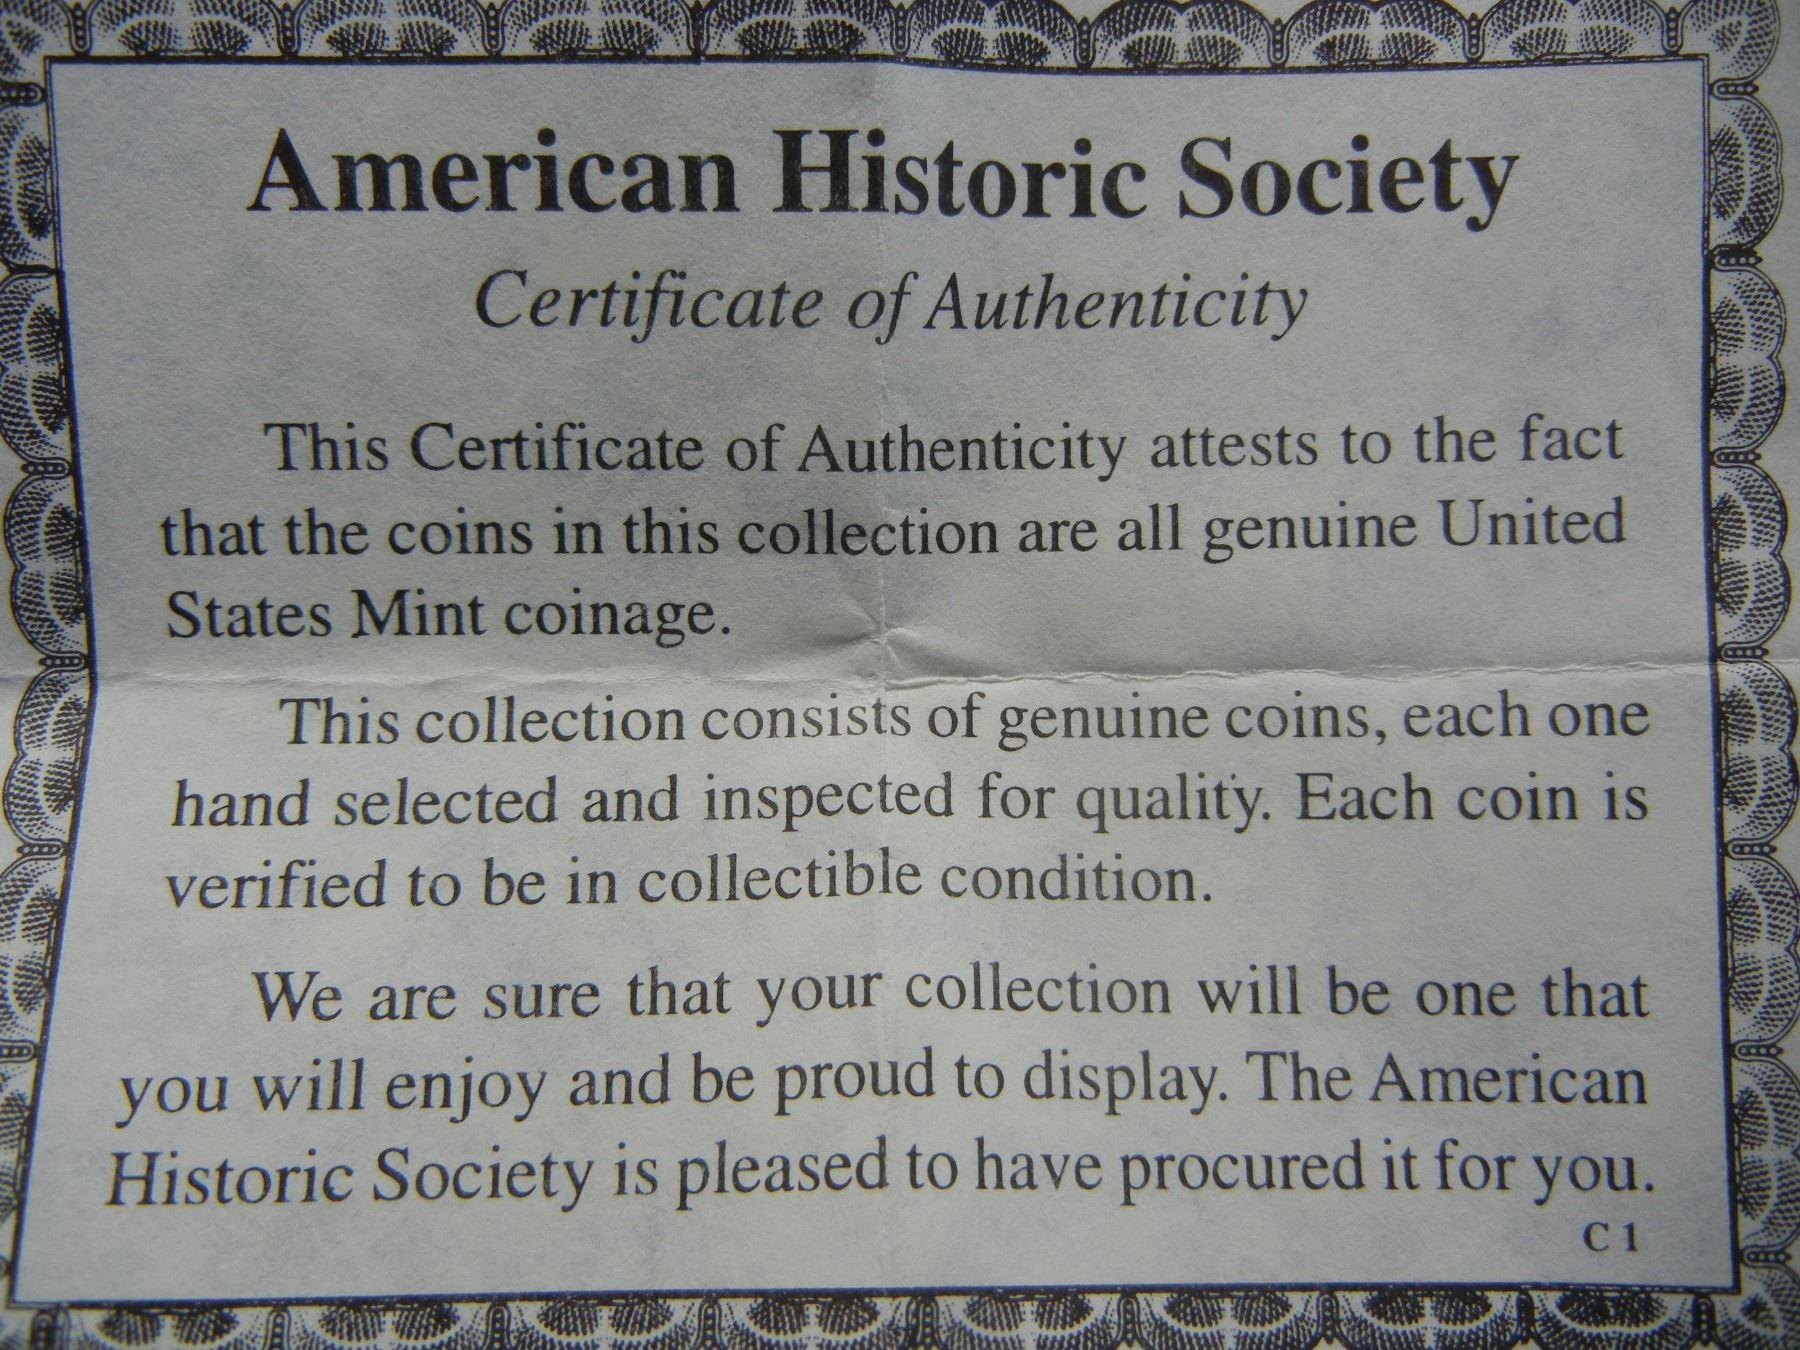 American Historic Society
Certificate of Authenticity
This Certificate of Authenticity attests to the fact
that the coins in this collection are all genuine United
States Mint coinage.
This collection consists of genuine coins, each one
hand selected and inspected for quality. Each coin is
verified to be in collectible condition.
We are sure that your collection will be one that
you will enjoy and be proud to display. The American
Historic Society is pleased to have procured it for you.
C 1